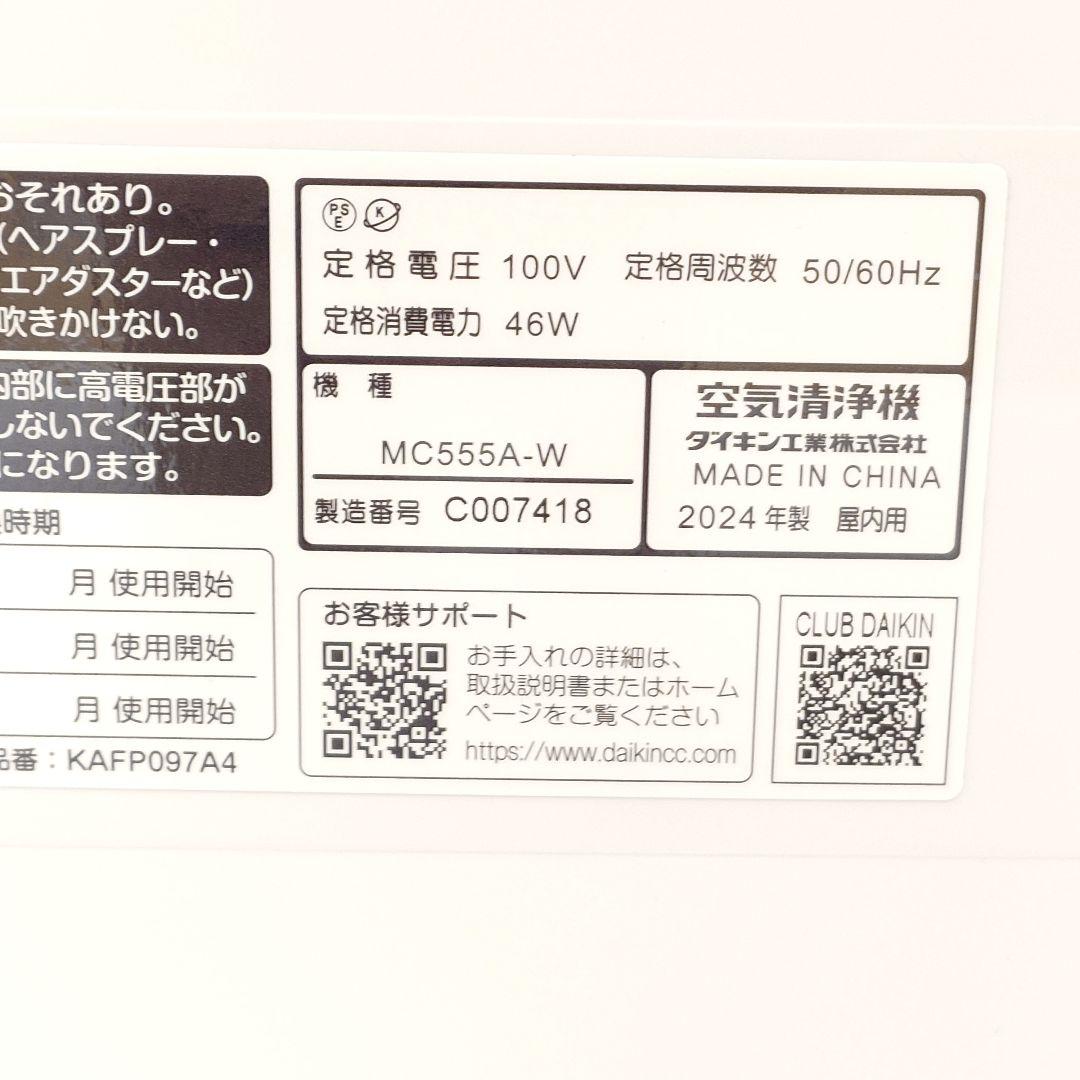 おそれあり。
(ヘアスプレー・
エアダスターなど)
吹きかけない。
内部に高電圧部が
しないでください。
になります。
時期
月 使用開始
月 使用開始
月 使用開始
品番：KAFP097A4
PS E K
定格電圧 100V 定格周波数 50/60Hz
定格消費電力 46W
機種
MC555A-W
製造番号 C007418
空気清浄機
ダイキン工業株式会社
MADE IN CHINA
2024年製 屋内用
お客様サポート
お手入れの詳細は、
取扱説明書またはホーム
ページをご覧ください
https://www.daikincc.com
CLUB DAIKIN